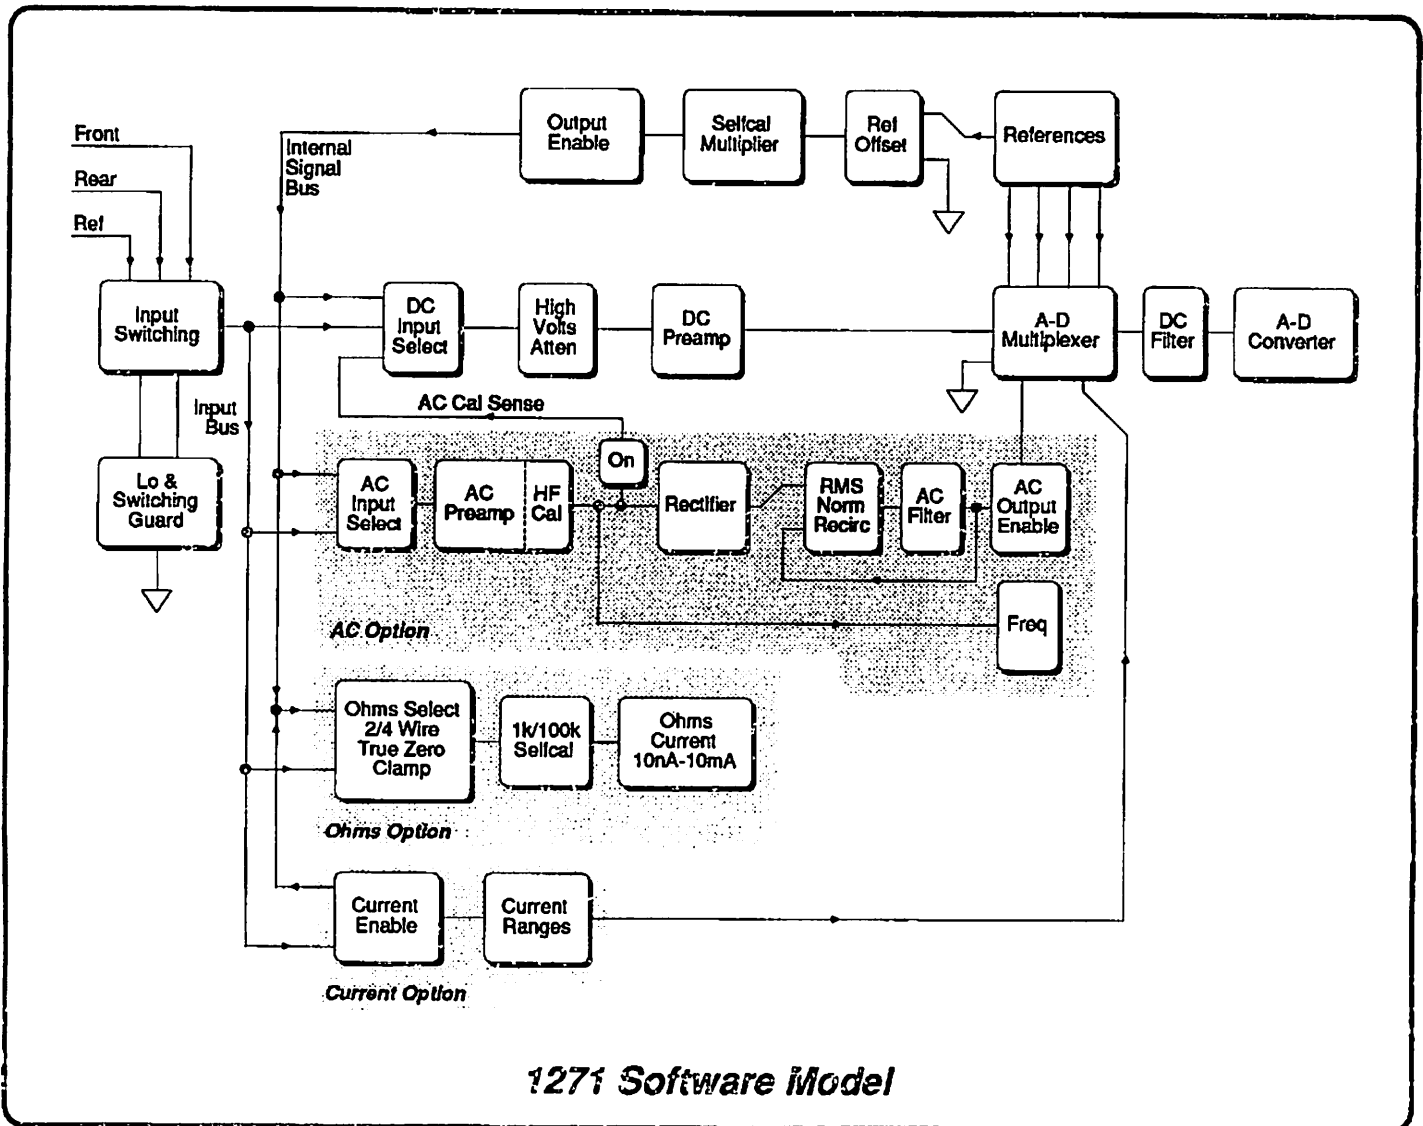 Front
Rear
Ref
Internal
Signal
Bus
Output
Enable
Selfcal
Multiplier
Ref
Offset
References
Input
Switching
DC
Input
Select
High
Volts
Atten
DC
Preamp
A-D
Multiplexer
DC
Filter
A-D
Converter
Input
Bus
AC Cal Sense
Lo &
Switching
Guard
AC
Input
Select
AC
Preamp
HF
Cal
On
Rectifier
RMS
Norm
Recirc
AC
Filter
AC
Output
Enable
Freq
AC Option
Ohms Select
2/4 Wire
True Zero
Clamp
1k/100k
Selfcal
Ohms
Current
10nA-10mA
Ohms Option
Current
Enable
Current
Ranges
Current Option
1271 Software Model